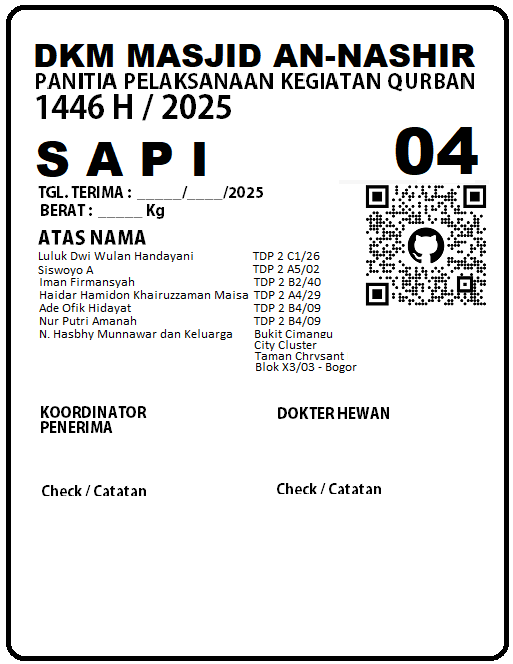 DKM MASJID AN-NASHIR
PANITIA PELAKSANAAN KEGIATAN QURBAN
1446 H / 2025
S A P I 04
TGL. TERIMA : ______/____/2025
BERAT : _____ Kg
ATAS NAMA
Luluk Dwi Wulan Handayani TDP 2 C1/26
Siswoyo A TDP 2 A5/02
Iman Firmansyah TDP 2 B2/40
Haidar Hamidon Khairuzzaman Maisa TDP 2 A4/29
Ade Ofik Hidayat TDP 2 B4/09
Nur Putri Amanah TDP 2 B4/09
N. Hasbhy Munnawar dan Keluarga Bukit Cimangu
City Cluster
Taman Chrysant
Blok X3/03 - Bogor
KOORDINATOR PENERIMA
DOKTER HEWAN
Check / Catatan
Check / Catatan